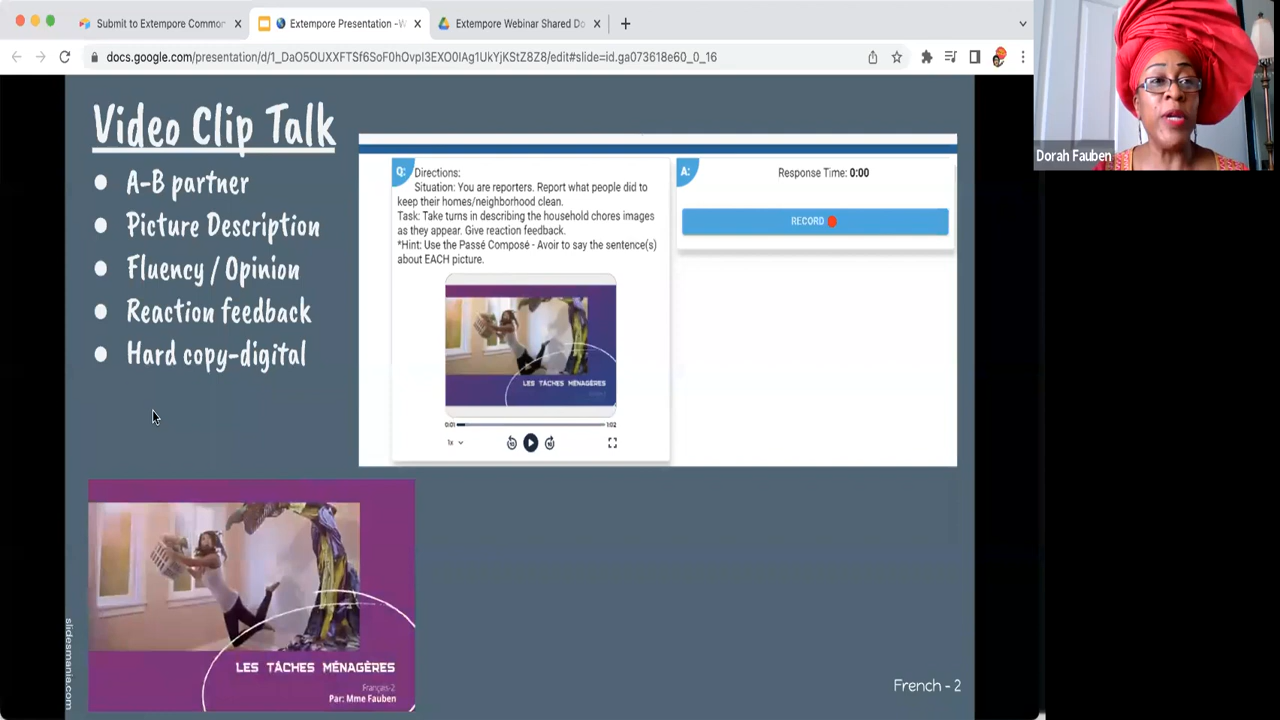 Submit to Extempore Common
Extempore Presentation - W
Extempore Webinar Shared Do
docs.google.com/presentation/d/1_DaO5OUXXFTSf6SoF0hOvpI3EXO0IAg1UkYjKStZ8Z8/edit#slide=id.ga073618e60_0_16
Dorah Fauben
Video Clip Talk
● A-B partner
● Picture Description
● Fluency / Opinion
● Reaction feedback
● Hard copy-digital
Q:
Directions:
Situation: You are reporters. Report what people did to
keep their homes/neighborhood clean.
Task: Take turns in describing the household chores images
as they appear. Give reaction feedback.
*Hint: Use the Passé Composé - Avoir to say the sentence(s)
about EACH picture.
LES TÂCHES MÉNAGÈRES
0:01
1:02
1x
A:
Response Time: 0:00
RECORD
LES TÂCHES MÉNAGÈRES
Français-2
Par: Mme Fauben
slidesmania.com
French - 2